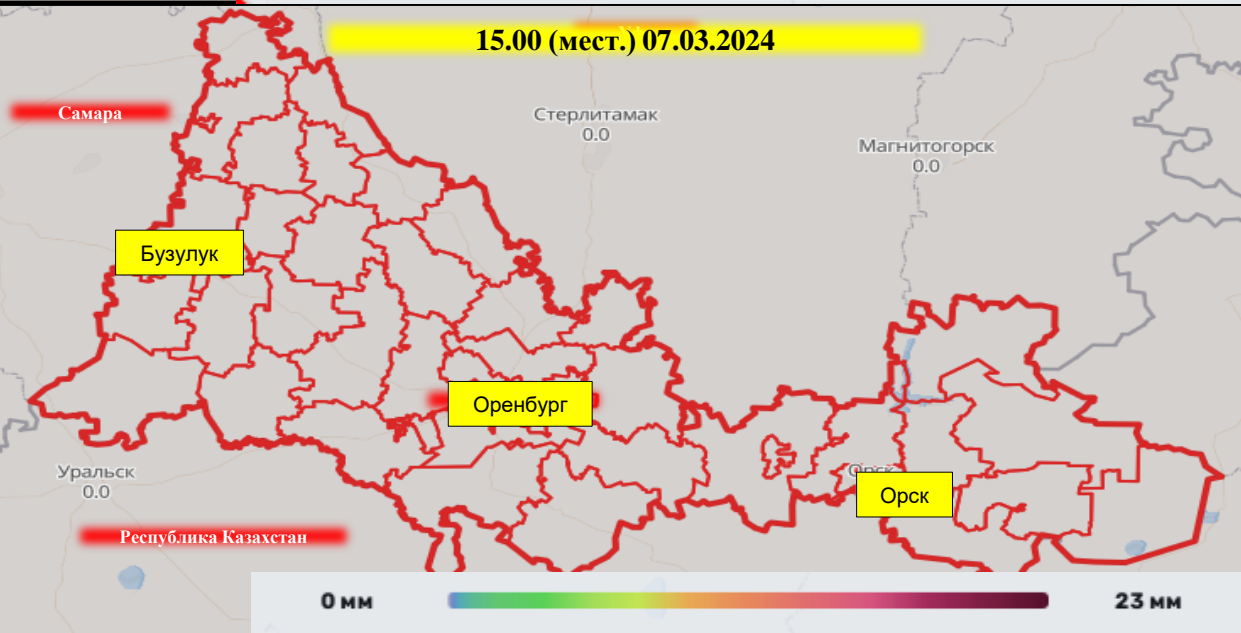 15.00 (мест.) 07.03.2024
Самара
Стерлитамак
0.0
Магнитогорск
0.0
Бузулук
Оренбург
Уральск
0.0
Орск
Орск
Республика Казахстан
0 мм
23 мм